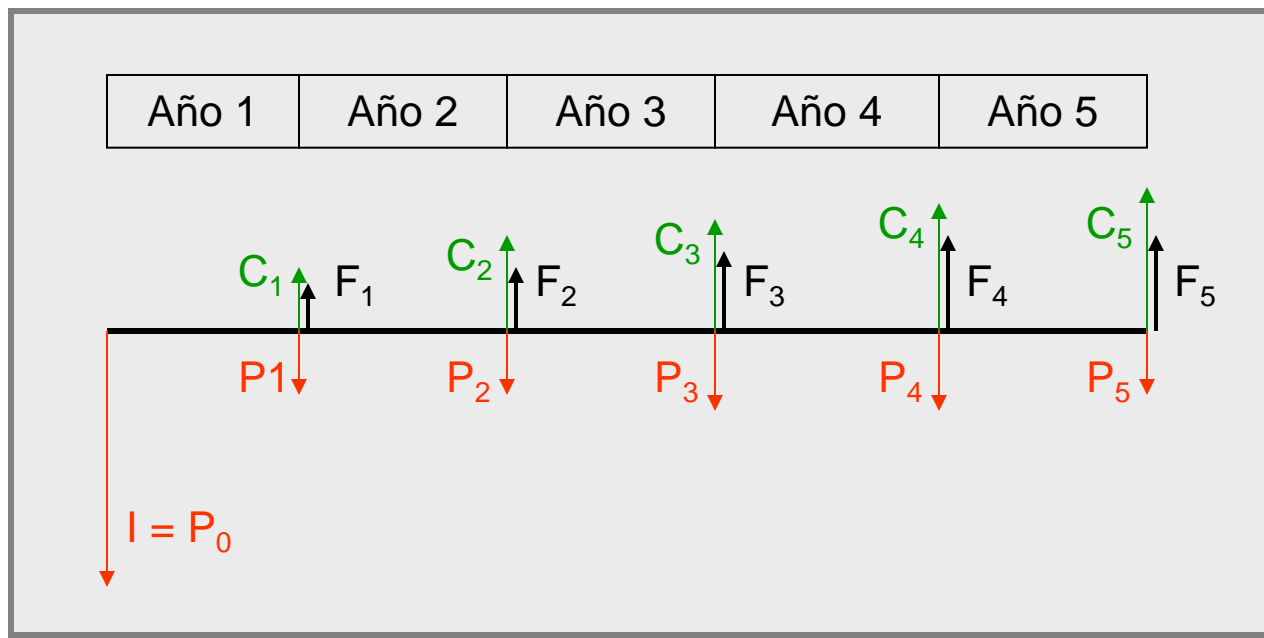 Año 1 Año 2 Año 3 Año 4 Año 5
C₁ F₁ C₂ F₂ C₃ F₃ C₄ F₄ C₅ F₅
P1 P₂ P₃ P₄ P₅
I = P₀